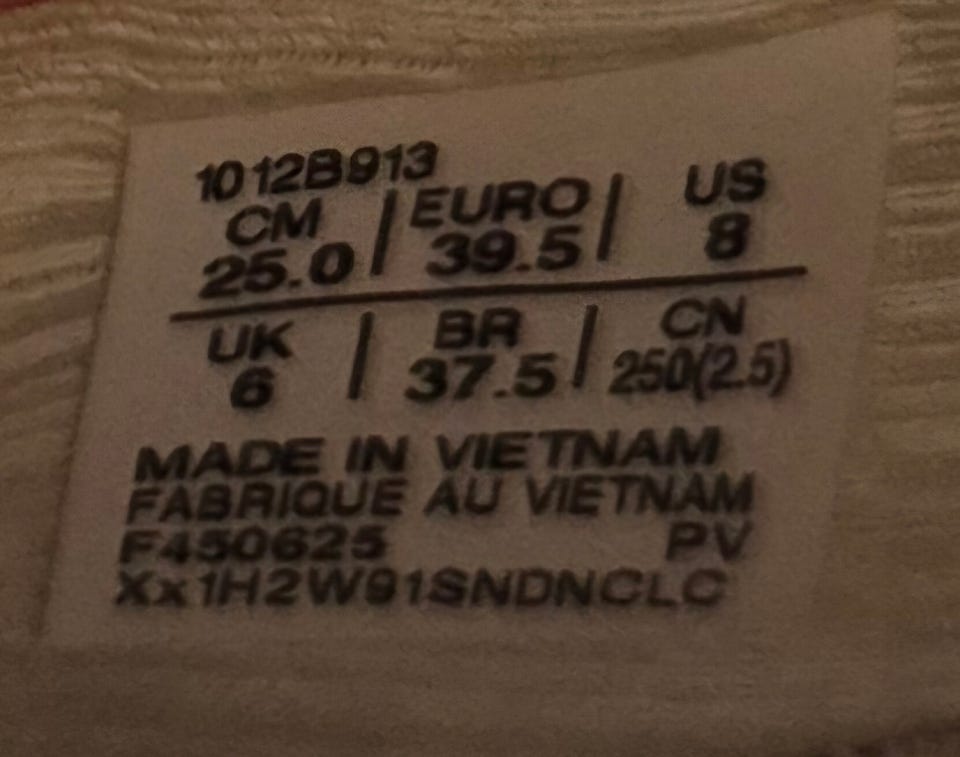 1012B913
CM | EURO | US
25.0 | 39.5 | 8
UK | BR | CN
6 | 37.5 | 250(2.5)
MADE IN VIETNAM
FABRIQUE AU VIETNAM
F450625 PV
Xx1H2W91SNDNCLC